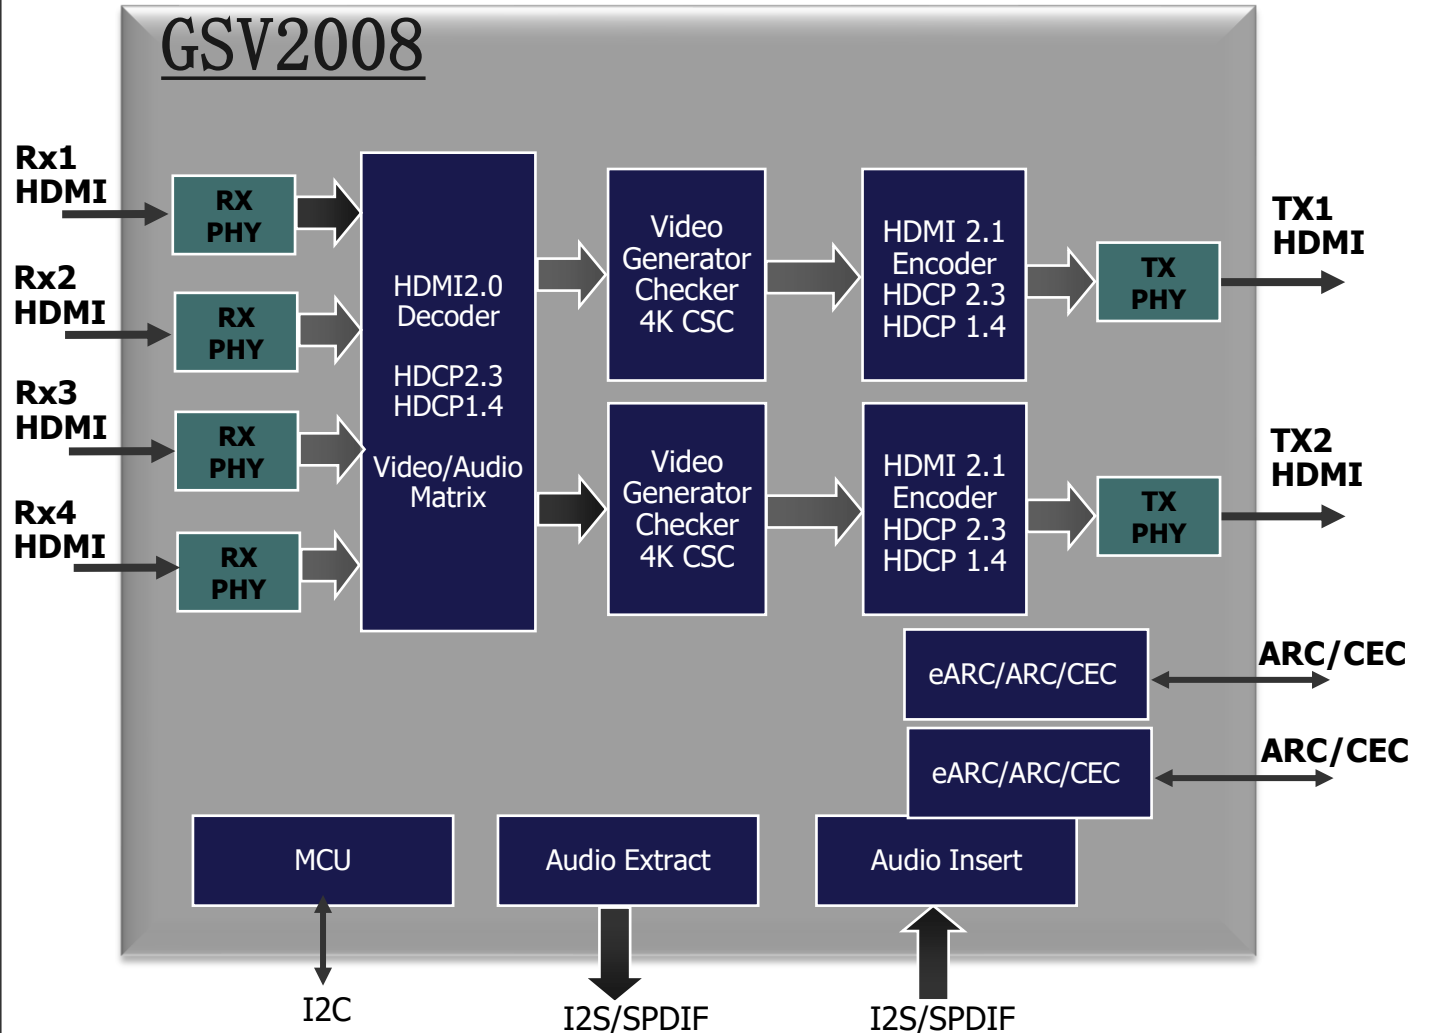 GSV2008
Rx1
HDMI
RX
PHY
Rx2
HDMI
RX
PHY
Rx3
HDMI
RX
PHY
Rx4
HDMI
RX
PHY
HDMI2.0
Decoder
HDCP2.3
HDCP1.4
Video/Audio
Matrix
Video
Generator
Checker
4K CSC
HDMI 2.1
Encoder
HDCP 2.3
HDCP 1.4
TX
PHY
TX1
HDMI
Video
Generator
Checker
4K CSC
HDMI 2.1
Encoder
HDCP 2.3
HDCP 1.4
TX
PHY
TX2
HDMI
eARC/ARC/CEC
ARC/CEC
eARC/ARC/CEC
ARC/CEC
MCU
Audio Extract
Audio Insert
I2C
I2S/SPDIF
I2S/SPDIF